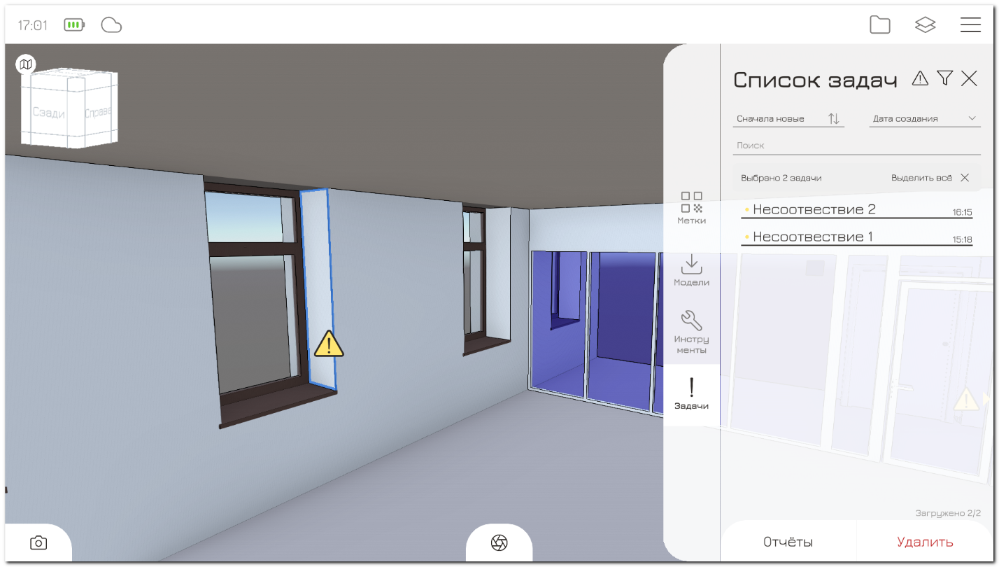 17:01
Сзади
Справа
Список задач
Сначала новые
Дата создания
Поиск
Выбрано 2 задачи
Выделить всё
Несоотвествие 2
16:15
Несоотвествие 1
15:18
Метки
Модели
Инстру
менты
Задачи
Загружено 2/2
Отчёты
Удалить